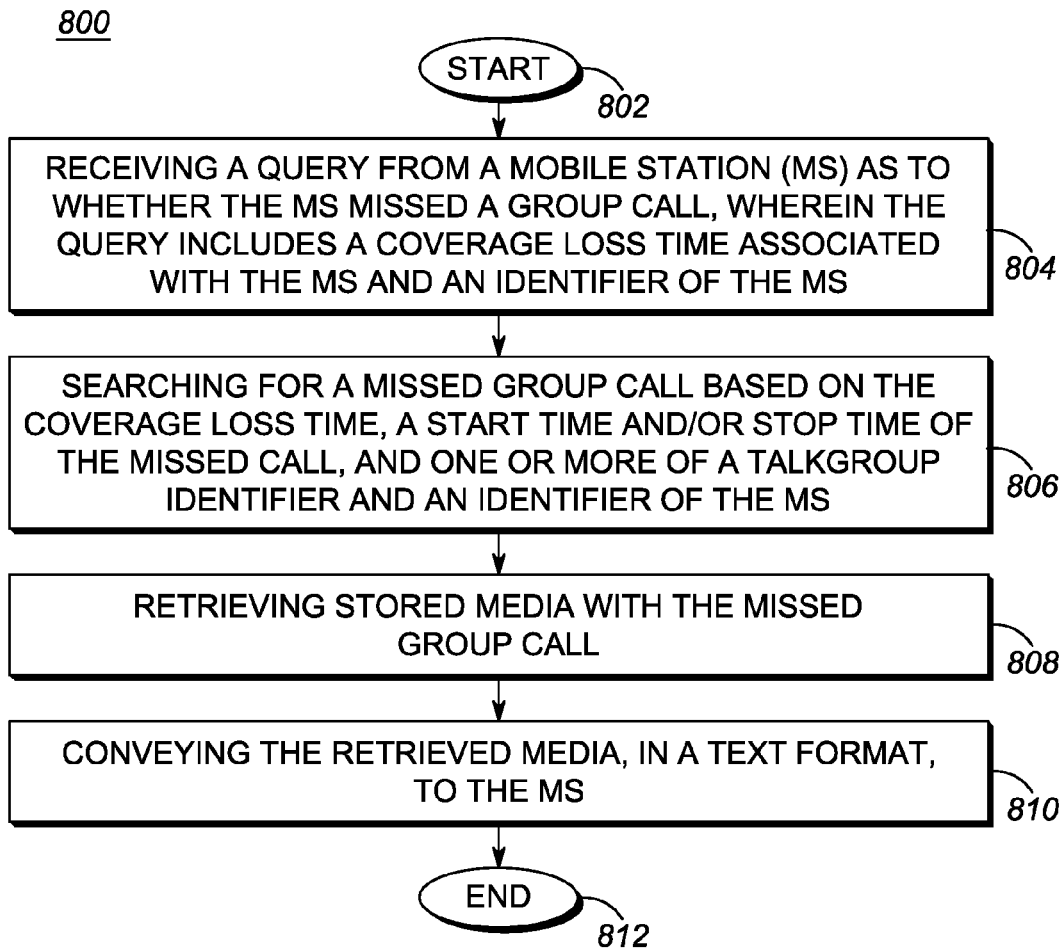 800
START
802
RECEIVING A QUERY FROM A MOBILE STATION (MS) AS TO
WHETHER THE MS MISSED A GROUP CALL, WHEREIN THE
QUERY INCLUDES A COVERAGE LOSS TIME ASSOCIATED
WITH THE MS AND AN IDENTIFIER OF THE MS
804
SEARCHING FOR A MISSED GROUP CALL BASED ON THE
COVERAGE LOSS TIME, A START TIME AND/OR STOP TIME OF
THE MISSED CALL, AND ONE OR MORE OF A TALKGROUP
IDENTIFIER AND AN IDENTIFIER OF THE MS
806
RETRIEVING STORED MEDIA WITH THE MISSED
GROUP CALL
808
CONVEYING THE RETRIEVED MEDIA, IN A TEXT FORMAT,
TO THE MS
810
END
812